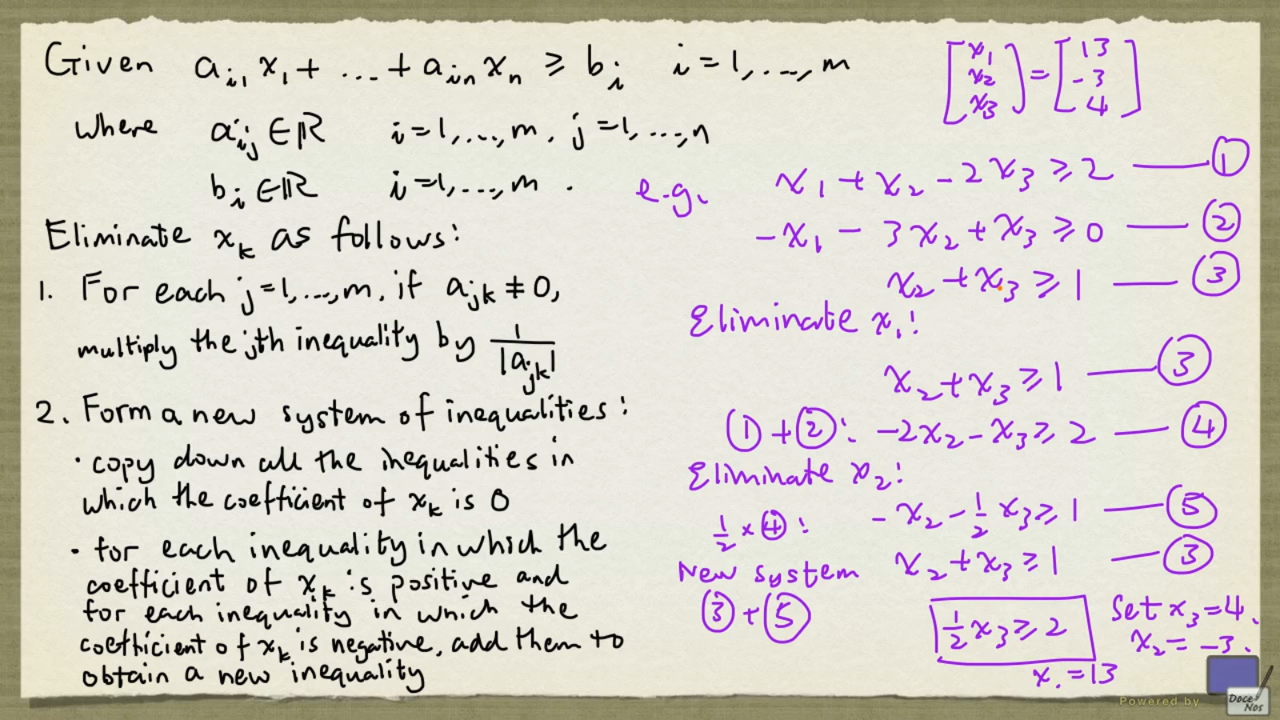 Given a_{i1} x_1 + ... + a_{in} x_n ≥ b_i i = 1, ..., m
where a_{ij} ∈ ℝ i = 1, ..., m, j = 1, ..., n
b_i ∈ ℝ i = 1, ..., m.
Eliminate x_k as follows:
1. For each j = 1, ..., m, if a_{jk} ≠ 0,
multiply the jth inequality by 1/|a_{jk}|
2. Form a new system of inequalities:
· copy down all the inequalities in
which the coefficient of x_k is 0
· for each inequality in which the
coefficient of x_k is positive and
for each inequality in which the
coefficient of x_k is negative, add them to
obtain a new inequality
[x_1 x_2 x_3] = [13 -3 4]
e.g. x_1 + x_2 - 2x_3 ≥ 2 — ①
-x_1 - 3x_2 + x_3 ≥ 0 — ②
x_2 + x_3 ≥ 1 — ③
Eliminate x_1:
x_2 + x_3 ≥ 1 — ③
① + ②: -2x_2 - x_3 ≥ 2 — ④
Eliminate x_2:
1/2 × ④: -x_2 - 1/2 x_3 ≥ 1 — ⑤
x_2 + x_3 ≥ 1 — ③
New system
③ + ⑤ 1/2 x_3 ≥ 2
Set x_3 = 4.
x_2 = -3.
x_1 = 13
Powered by
Doce
Nos